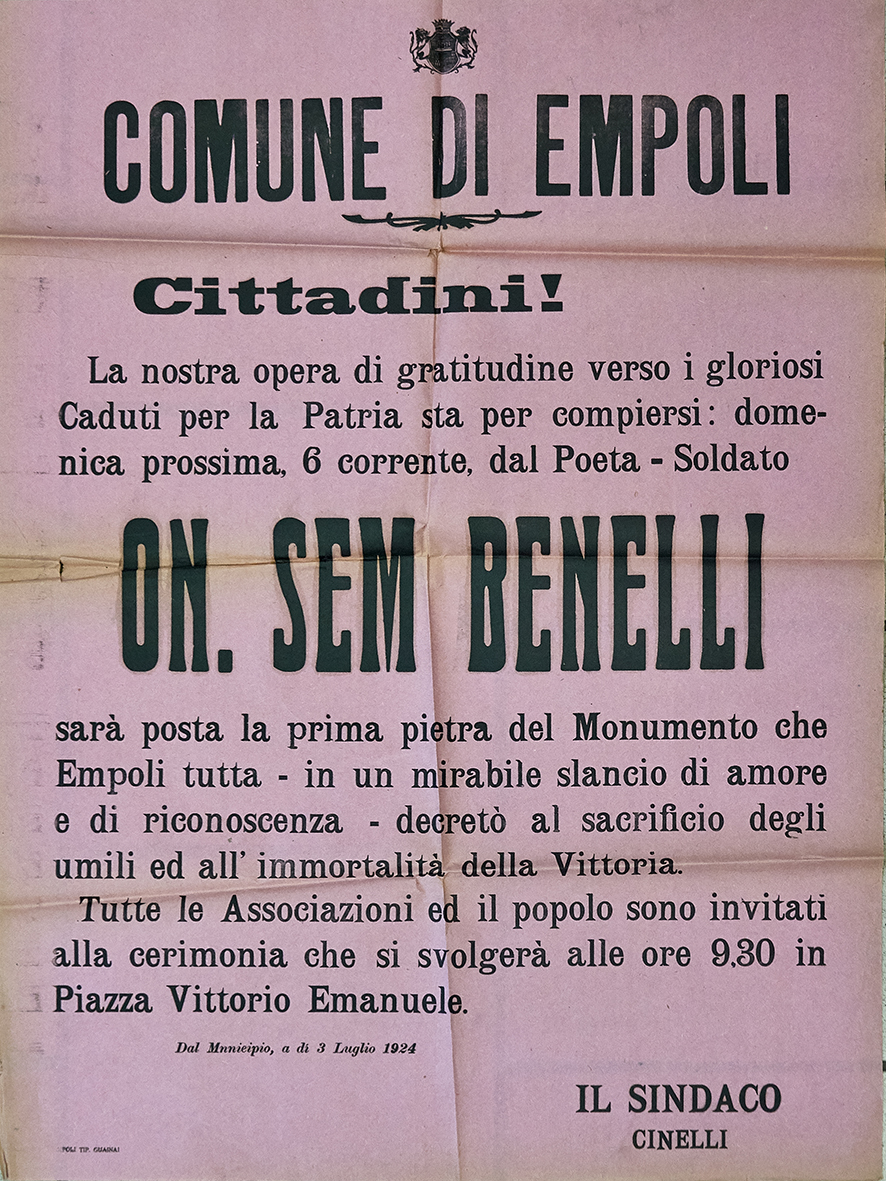 COMUNE DI EMPOLI
Cittadini!
La nostra opera di gratitudine verso i gloriosi
Caduti per la Patria sta per compiersi: dome-
nica prossima, 6 corrente, dal Poeta - Soldato
ON. SEM BENELLI
sarà posta la prima pietra del Monumento che
Empoli tutta - in un mirabile slancio di amore
e di riconoscenza - decretò al sacrificio degli
umili ed all' immortalità della Vittoria.
Tutte le Associazioni ed il popolo sono invitati
alla cerimonia che si svolgerà alle ore 9,30 in
Piazza Vittorio Emanuele.
Dal Mnnicipio, a dì 3 Luglio 1924
IL SINDACO
CINELLI
POLI TIP.